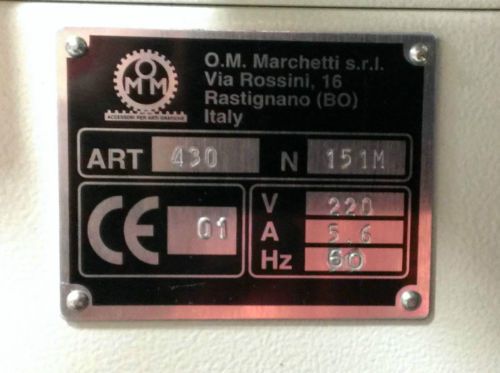 OMM
ACCESSORI PER ARTI GRAFICHE
O.M. Marchetti s.r.l.
Via Rossini, 16
Rastignano (BO)
Italy
ART 430 N 151M
CE 01
V 220
A 5.6
Hz 60